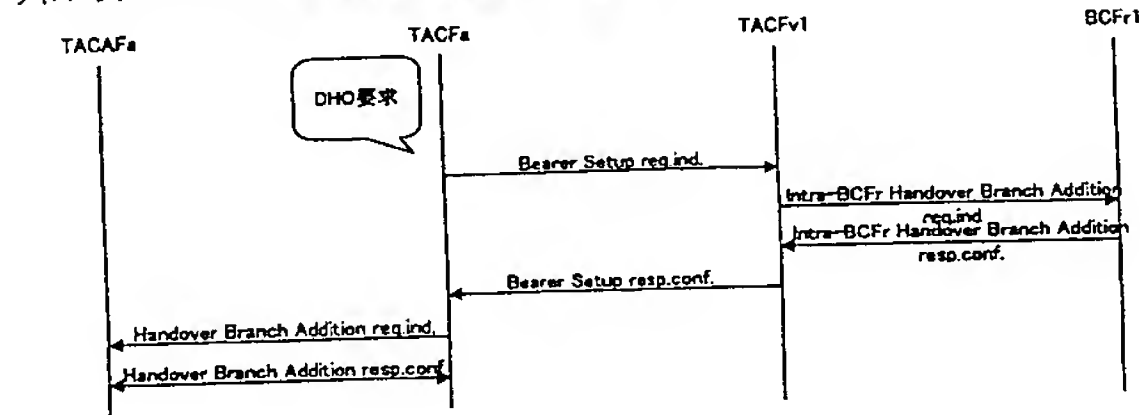 TACAFa
TACFa
TACFv1
BCFr1
DHO要求
Bearer Setup req.ind.
Intra-BCFr Handover Branch Addition
req.ind
Intra-BCFr Handover Branch Addition
resp.conf.
Bearer Setup resp.conf.
Handover Branch Addition req.ind.
Handover Branch Addition resp.conf